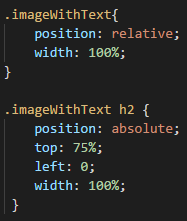 .imageWithText{
    position: relative;
    width: 100%;
}

.imageWithText h2 {
    position: absolute;
    top: 75%;
    left: 0;
    width: 100%;
 }